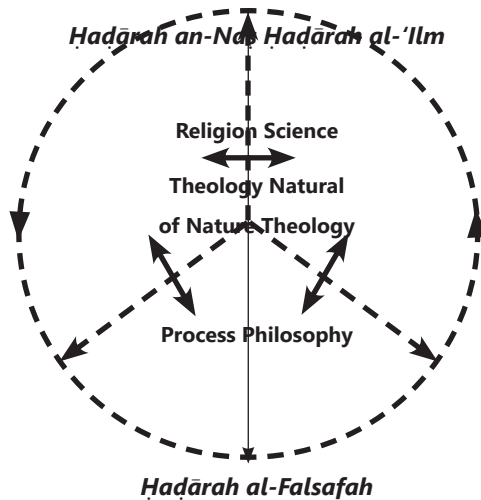 Ḥaḍārah an-Naṣ Ḥaḍārah al-‘Ilm
Religion Science
Theology Natural
of Nature Theology
Process Philosophy
Ḥaḍārah al-Falsafah